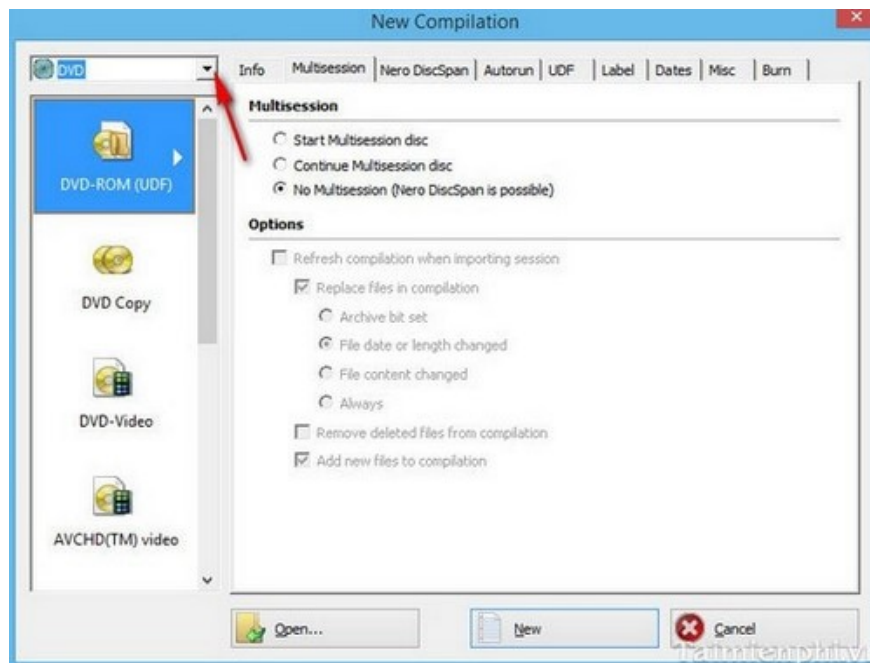 New Compilation
DVD
Info Multisession Nero DiscSpan Autorun UDF Label Dates Misc Burn
Multisession
Start Multisession disc
Continue Multisession disc
No Multisession (Nero DiscSpan is possible)
Options
Refresh compilation when importing session
Replace files in compilation
Archive bit set
File date or length changed
File content changed
Always
Remove deleted files from compilation
Add new files to compilation
DVD-ROM (UDF)
DVD Copy
DVD-Video
AVCHD(TM) video
Open... New Cancel